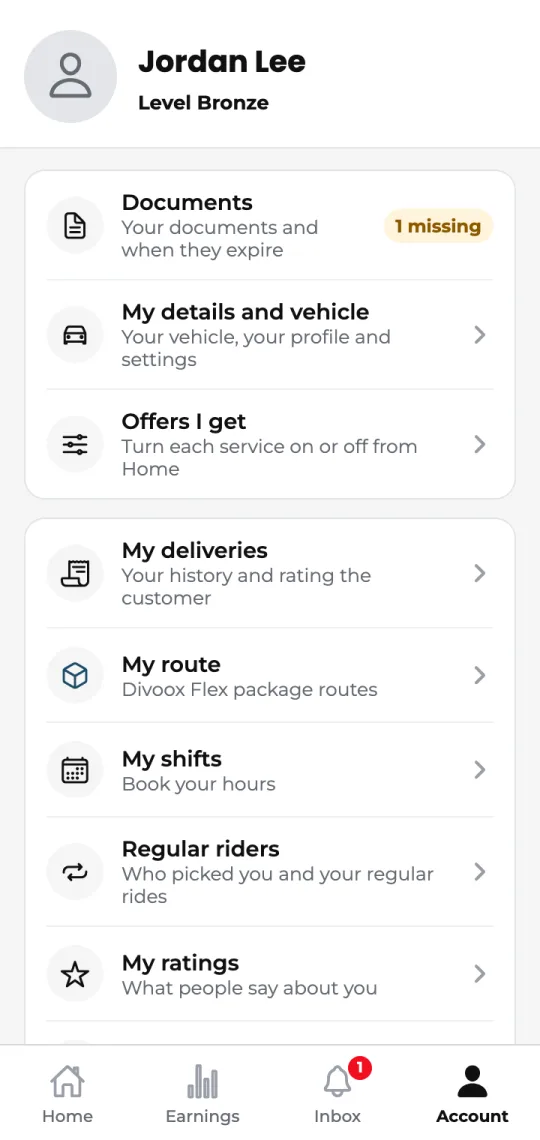 Jordan Lee
Level Bronze
Documents
Your documents and
when they expire
1 missing
My details and vehicle
Your vehicle, your profile and
settings
Offers I get
Turn each service on or off from
Home
My deliveries
Your history and rating the
customer
My route
Divoox Flex package routes
My shifts
Book your hours
Regular riders
Who picked you and your regular
rides
My ratings
What people say about you
1
Home
Earnings
Inbox
Account